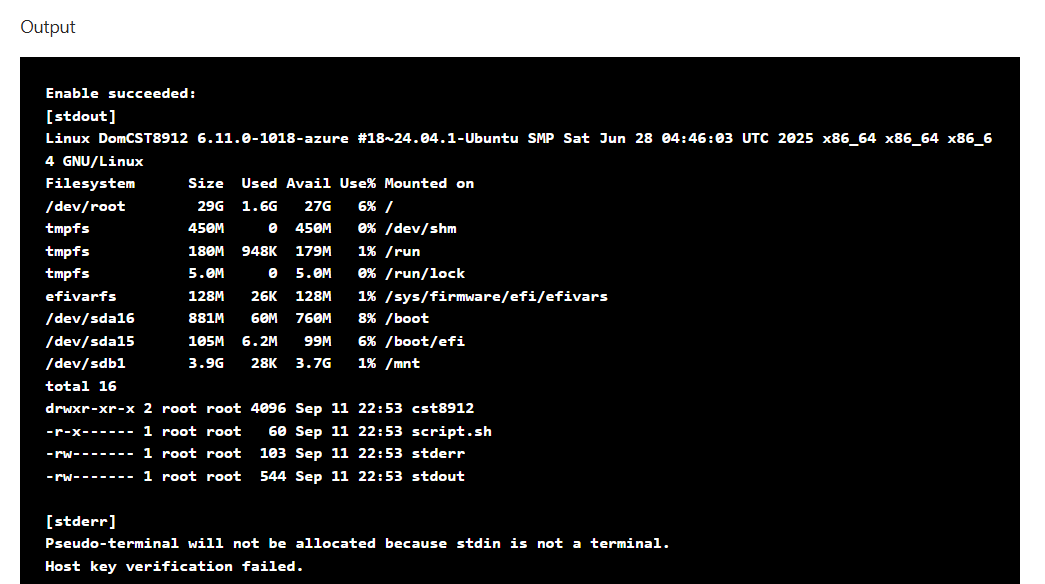 Output
Enable succeeded:
[stdout]
Linux DomCST8912 6.11.0-1018-azure #18~24.04.1-Ubuntu SMP Sat Jun 28 04:46:03 UTC 2025 x86_64 x86_64 x86_6
4 GNU/Linux
Filesystem      Size  Used Avail Use% Mounted on
/dev/root        29G  1.6G   27G   6% /
tmpfs           450M     0  450M   0% /dev/shm
tmpfs           180M  948K  179M   1% /run
tmpfs           5.0M     0  5.0M   0% /run/lock
efivarfs        128M   26K  128M   1% /sys/firmware/efi/efivars
/dev/sda16      881M   60M  760M   8% /boot
/dev/sda15      105M  6.2M   99M   6% /boot/efi
/dev/sdb1       3.9G   28K  3.7G   1% /mnt
total 16
drwxr-xr-x 2 root root 4096 Sep 11 22:53 cst8912
-r-x------ 1 root root   60 Sep 11 22:53 script.sh
-rw------- 1 root root  103 Sep 11 22:53 stderr
-rw------- 1 root root  544 Sep 11 22:53 stdout
[stderr]
Pseudo-terminal will not be allocated because stdin is not a terminal.
Host key verification failed.